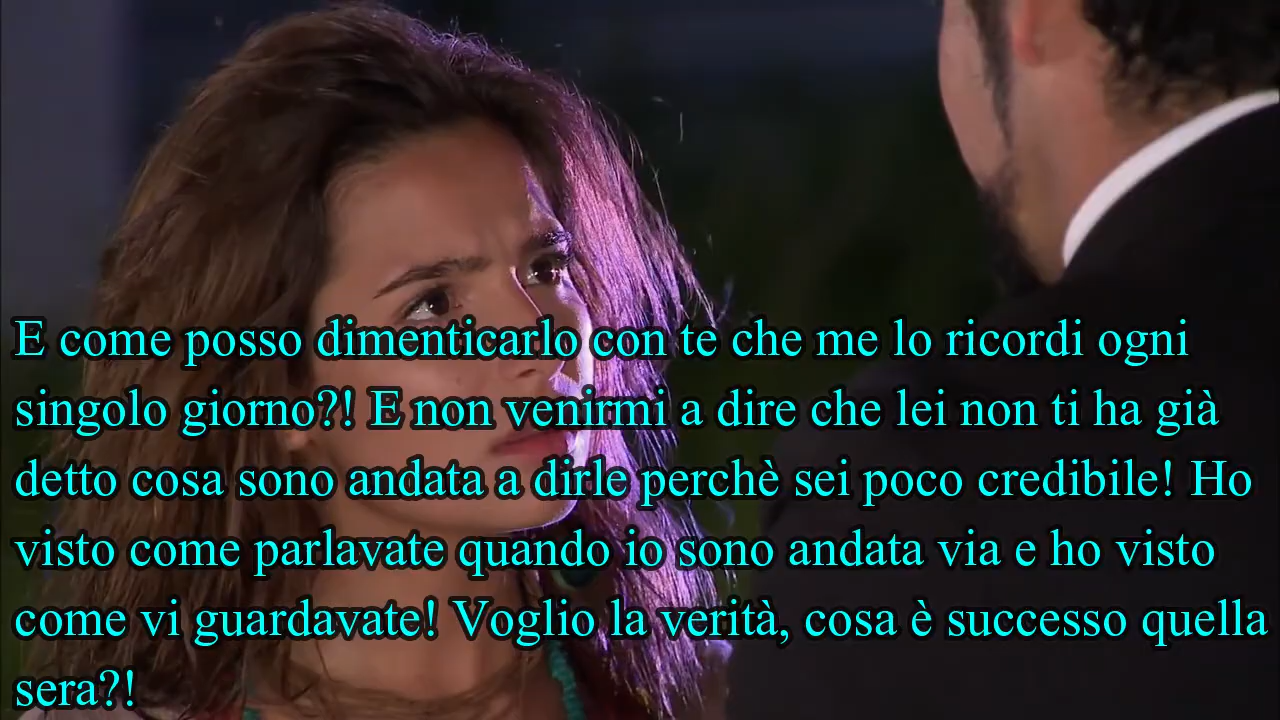 E come posso dimenticarlo con te che me lo ricordi ogni
singolo giorno?! E non venirmi a dire che lei non ti ha già
detto cosa sono andata a dirle perchè sei poco credibile! Ho
visto come parlavate quando io sono andata via e ho visto
come vi guardavate! Voglio la verità, cosa è successo quella
sera?!